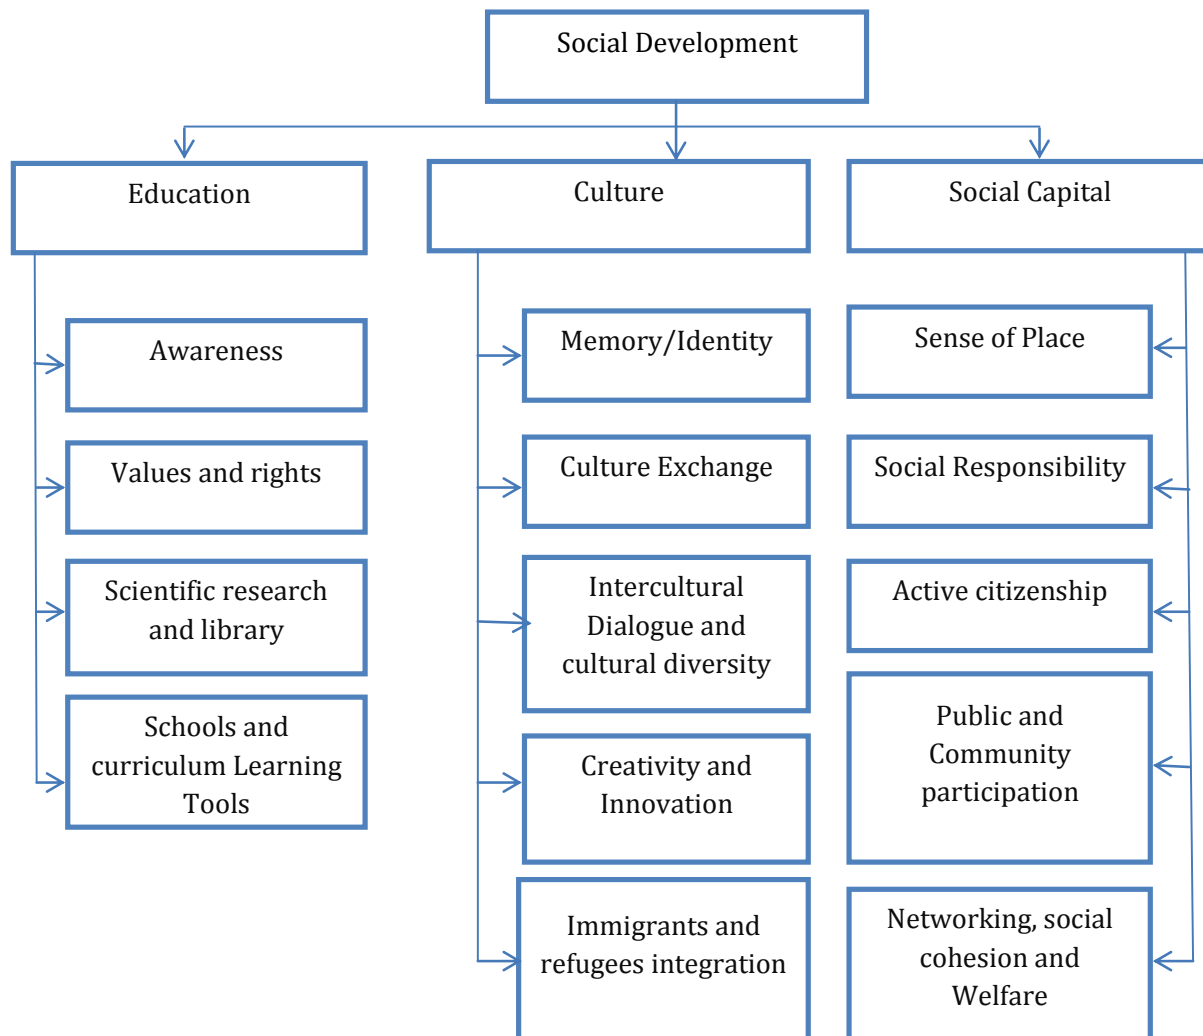 Social Development
Education
Culture
Social Capital
Awareness
Values and rights
Scientific research
and library
Schools and
curriculum Learning
Tools
Memory/Identity
Culture Exchange
Intercultural
Dialogue and
cultural diversity
Creativity and
Innovation
Immigrants and
refugees integration
Sense of Place
Social Responsibility
Active citizenship
Public and
Community
participation
Networking, social
cohesion and
Welfare